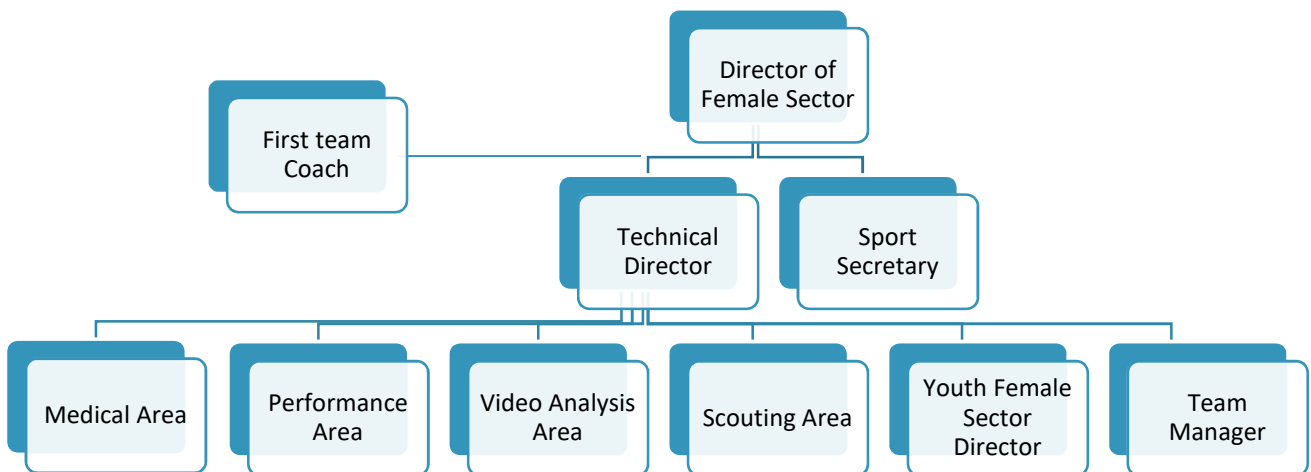 Director of
Female Sector
First team
Coach
Technical
Director
Sport
Secretary
Medical Area
Performance
Area
Video Analysis
Area
Scouting Area
Youth Female
Sector
Director
Team
Manager